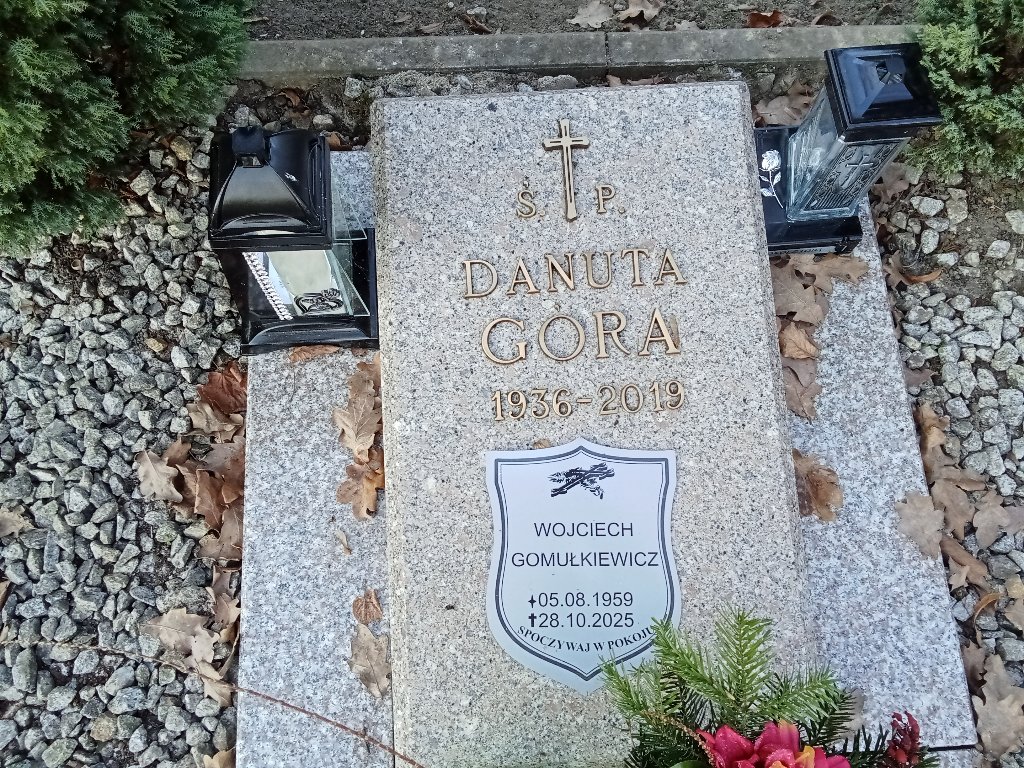 Ś. P.
DANUTA
GÓRA
1936-2019
WOJCIECH
GOMUŁKIEWICZ
05.08.1959
✝28.10.2025
SPOCZYWAJ W POKOJU